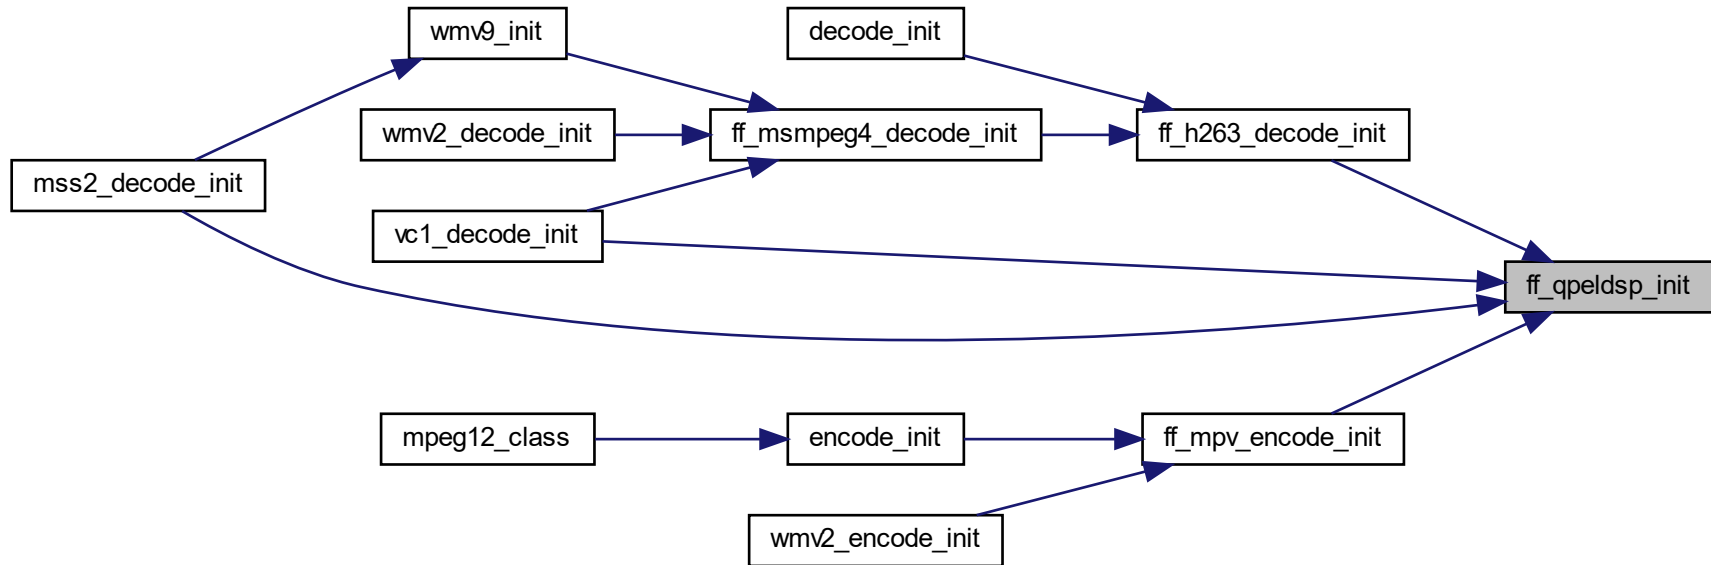 wmv9_init
decode_init
wmv2_decode_init
ff_msmpeg4_decode_init
ff_h263_decode_init
mss2_decode_init
vc1_decode_init
ff_qpeldsp_init
mpeg12_class
encode_init
ff_mpv_encode_init
wmv2_encode_init